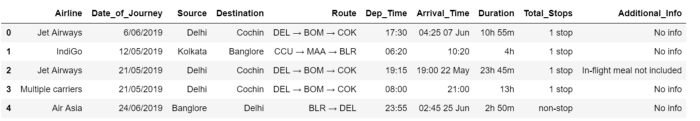 Airline Date_of_Journey Source Destination Route Dep_Time Arrival_Time Duration Total_Stops Additional_Info
0 Jet Airways 6/06/2019 Delhi Cochin DEL → BOM → COK 17:30 04:25 07 Jun 10h 55m 1 stop No info
1 IndiGo 12/05/2019 Kolkata Banglore CCU → MAA → BLR 06:20 10:20 4h 1 stop No info
2 Jet Airways 21/05/2019 Delhi Cochin DEL → BOM → COK 19:15 19:00 22 May 23h 45m 1 stop In-flight meal not included
3 Multiple carriers 21/05/2019 Delhi Cochin DEL → BOM → COK 08:00 21:00 13h 1 stop No info
4 Air Asia 24/06/2019 Banglore Delhi BLR → DEL 23:55 02:45 25 Jun 2h 50m non-stop No info